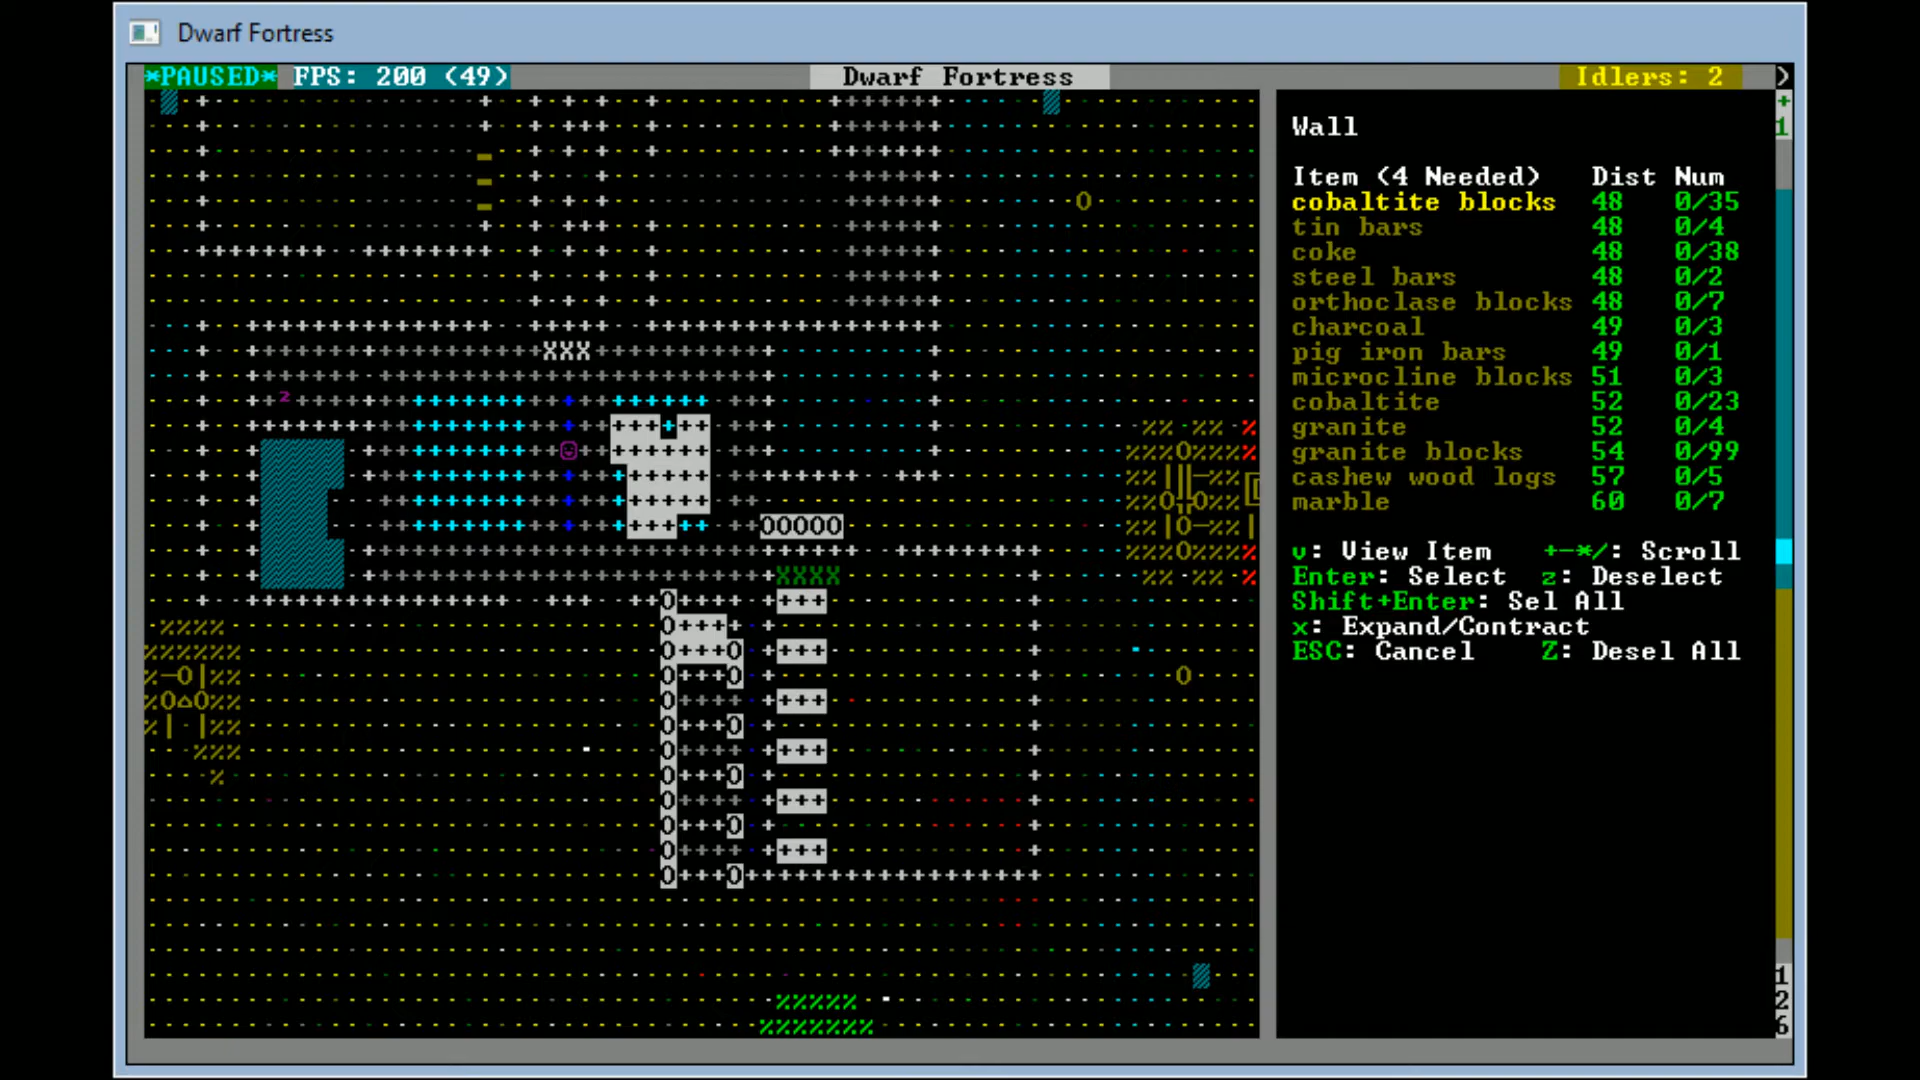 Dwarf Fortress
*PAUSED* FPS: 200 (49) Dwarf Fortress Idlers: 2
Wall
Item (4 Needed) Dist Num
cobaltite blocks 48 0/35
tin bars 48 0/4
coke 48 0/38
steel bars 48 0/2
orthoclase blocks 48 0/7
charcoal 49 0/3
pig iron bars 49 0/1
microcline blocks 51 0/3
cobaltite 52 0/23
granite 52 0/4
granite blocks 54 0/99
cashew wood logs 57 0/5
marble 60 0/7
v: View Item +-*/: Scroll
Enter: Select z: Deselect
Shift+Enter: Sel All
x: Expand/Contract
ESC: Cancel Z: Desel All
+
1
1
2
6